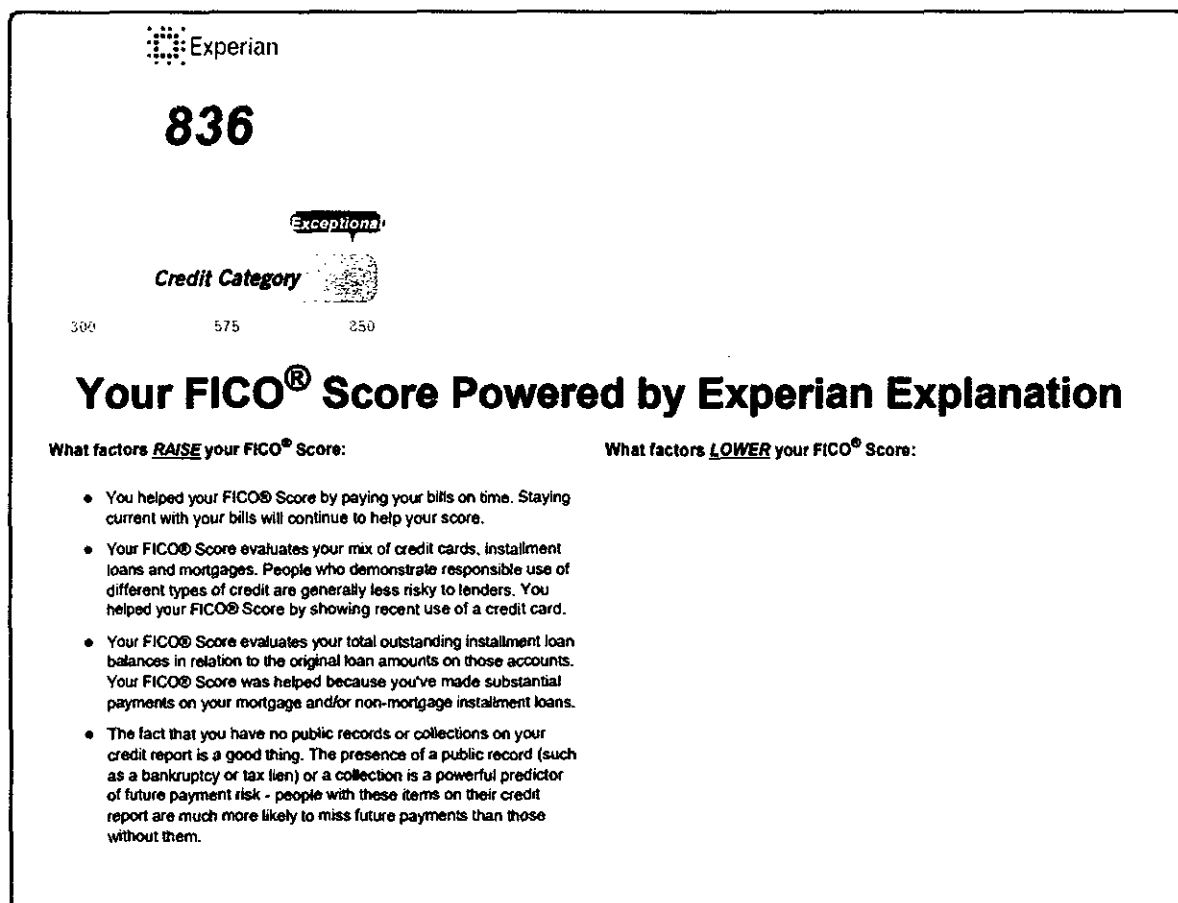 Experian
836
Exceptional
Credit Category
300 575 850
Your FICO® Score Powered by Experian Explanation
What factors RAISE your FICO® Score:
● You helped your FICO® Score by paying your bills on time. Staying
current with your bills will continue to help your score.
● Your FICO® Score evaluates your mix of credit cards, installment
loans and mortgages. People who demonstrate responsible use of
different types of credit are generally less risky to lenders. You
helped your FICO® Score by showing recent use of a credit card.
● Your FICO® Score evaluates your total outstanding installment loan
balances in relation to the original loan amounts on those accounts.
Your FICO® Score was helped because you've made substantial
payments on your mortgage and/or non-mortgage installment loans.
● The fact that you have no public records or collections on your
credit report is a good thing. The presence of a public record (such
as a bankruptcy or tax lien) or a collection is a powerful predictor
of future payment risk - people with these items on their credit
report are much more likely to miss future payments than those
without them.
What factors LOWER your FICO® Score: